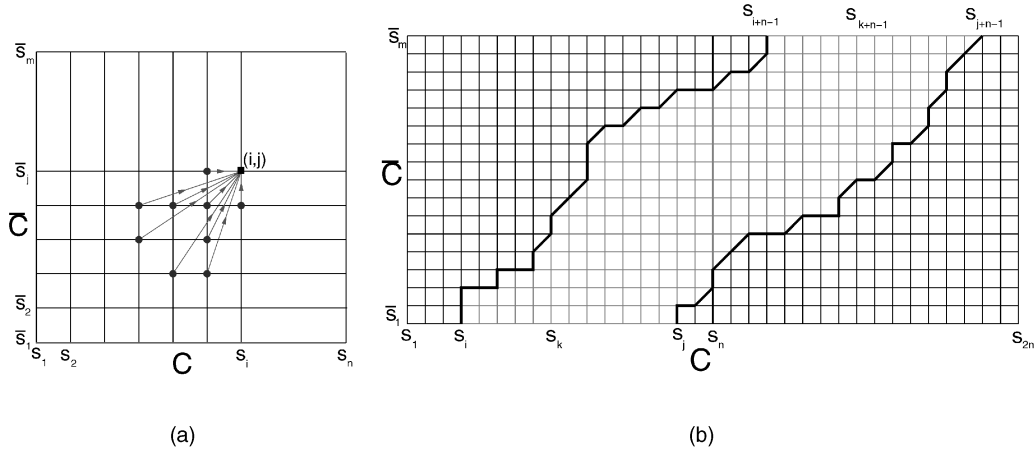 s̄m
s̄j
(i,j)
C̄
s̄2
s̄1
s1 s2 C si sn
(a)
si+n−1 sk+n−1 sj+n−1
s̄m
C̄
s̄1
s1 si sk sj sn s2n
C
(b)